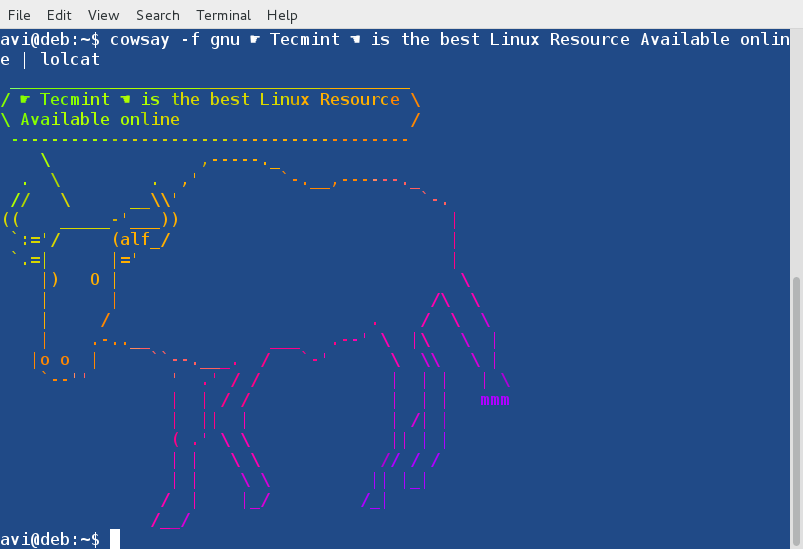 File Edit View Search Terminal Help
avi@deb:~$ cowsay -f gnu ☛ Tecmint ☚ is the best Linux Resource Available onlin
e | lolcat
/ ☛ Tecmint ☚ is the best Linux Resource \
\ Available online /
(alf_/
O
o o
mmm
avi@deb:~$